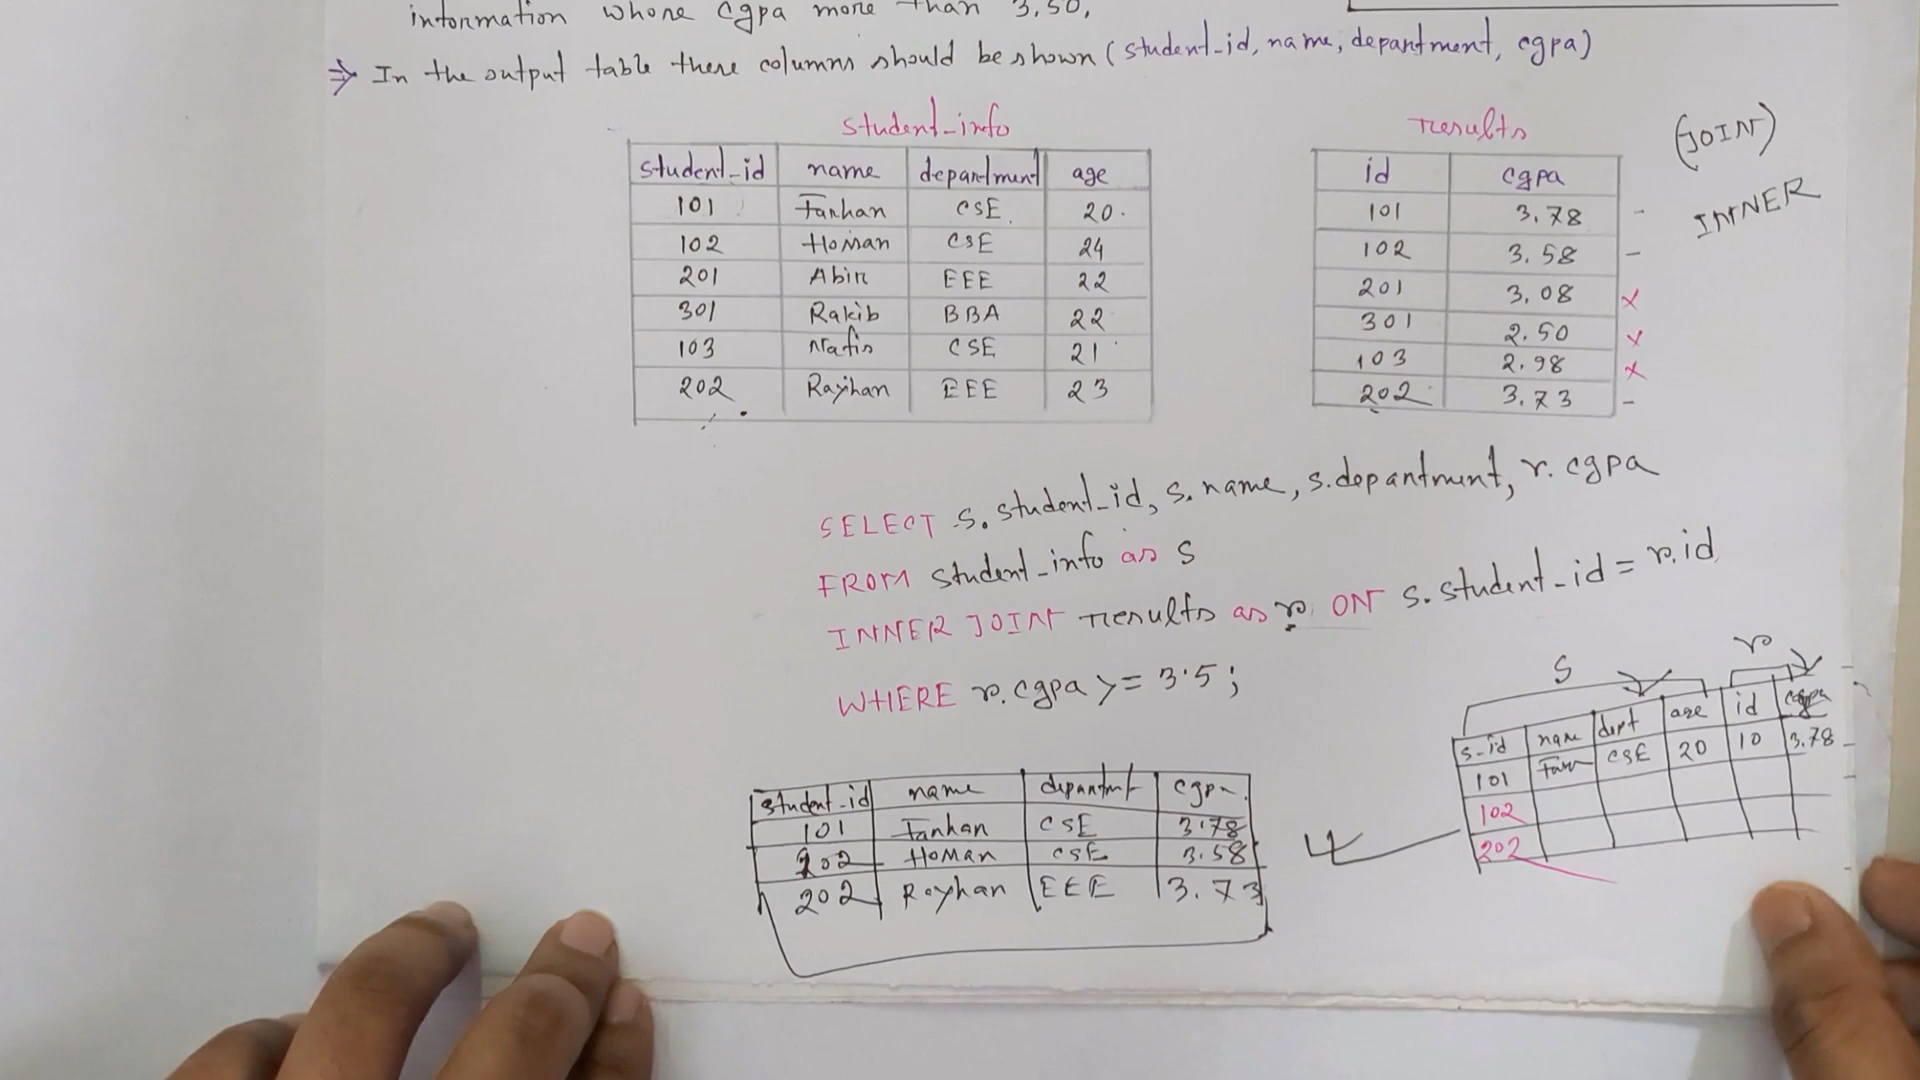 information whose cgpa more than 3.50,
⇒ In the output table these columns should be shown (student_id, name, department, cgpa)
student_info
student_id name department age
101 Farhan CSE 20
102 Homan CSE 24
201 Abir EEE 22
301 Rakib BBA 22
103 Nafis CSE 21
202 Rayhan EEE 23
results
id cgpa
101 3.78 -
102 3.58 -
201 3.08 x
301 2.50 x
103 2.98 x
202 3.73 -
(JOIN)
INNER
SELECT s.student_id, s.name, s.department, r.cgpa
FROM student_info as s
INNER JOIN results as r ON s.student_id = r.id
WHERE r.cgpa >= 3.5;
s r
s-id name dept age id cgpa
101 Farh CSE 20 10 3.78
102
202
student_id name department cgpa
101 Farhan CSE 3.78
202 Homan CSE 3.58
202 Rayhan EEE 3.73